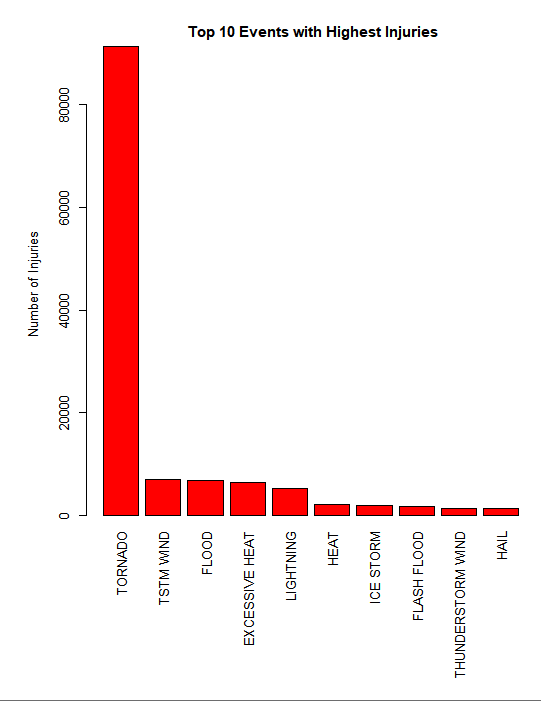 Top 10 Events with Highest Injuries
Number of Injuries
80000
60000
40000
20000
0
TORNADO
TSTM WIND
FLOOD
EXCESSIVE HEAT
LIGHTNING
HEAT
ICE STORM
FLASH FLOOD
THUNDERSTORM WIND
HAIL